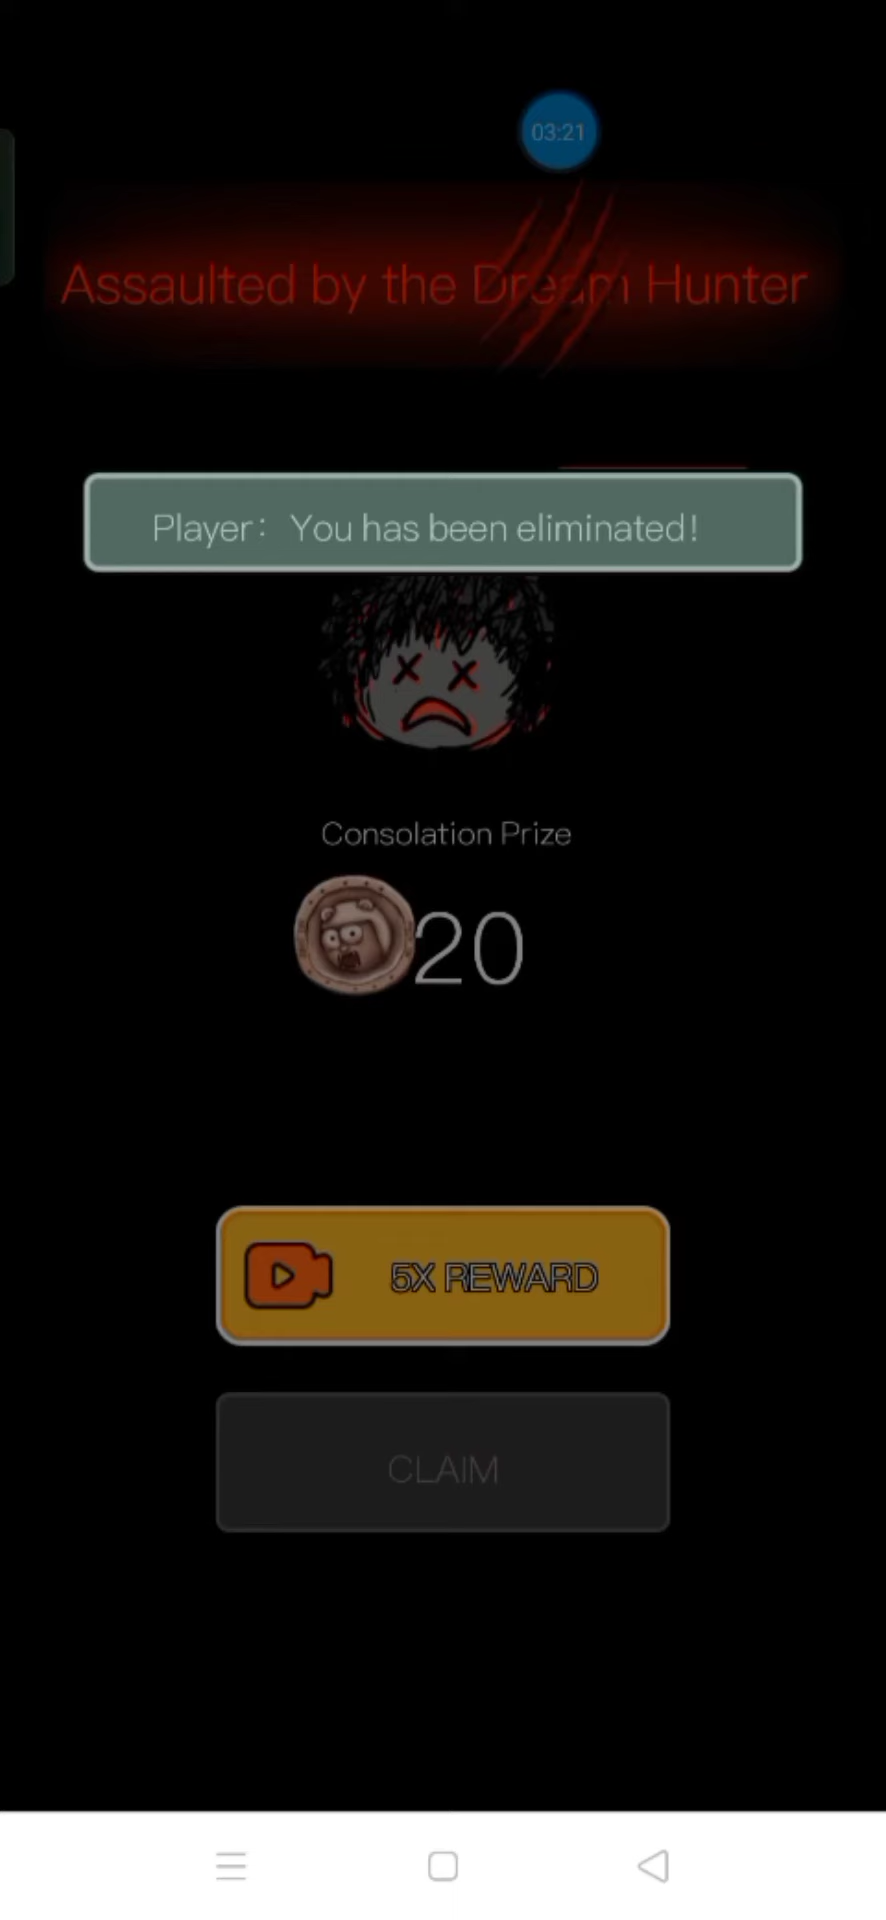 03:21
Assaulted by the Dream Hunter
Player： You has been eliminated!
Consolation Prize
20
5X REWARD
CLAIM